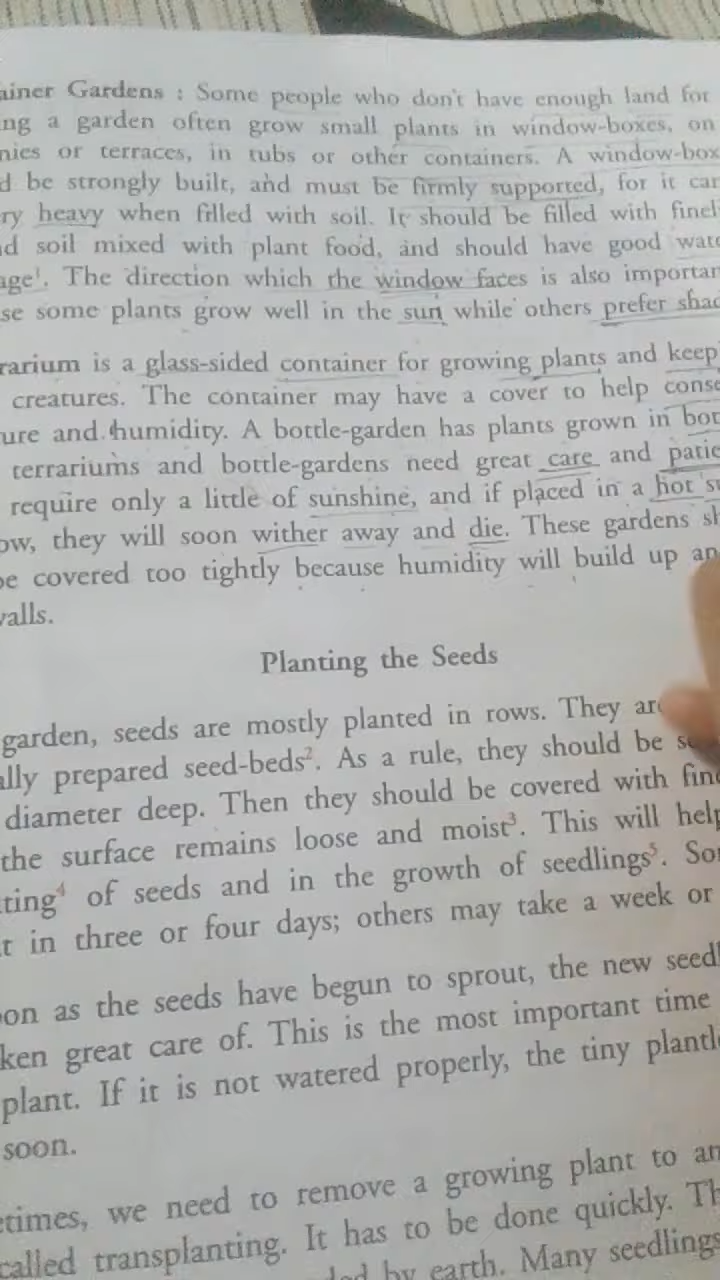 ainer Gardens : Some people who don't have enough land for
ng a garden often grow small plants in window-boxes, on
nies or terraces, in tubs or other containers. A window-box
d be strongly built, and must be firmly supported, for it can
ry heavy when filled with soil. It should be filled with finel
d soil mixed with plant food, and should have good wate
age¹. The direction which the window faces is also importan
se some plants grow well in the sun while others prefer shad
rarium is a glass-sided container for growing plants and keep
creatures. The container may have a cover to help conse
ure and humidity. A bottle-garden has plants grown in bot
terrariums and bottle-gardens need great care and patie
require only a little of sunshine, and if placed in a hot su
ow, they will soon wither away and die. These gardens sh
be covered too tightly because humidity will build up an
valls.
Planting the Seeds
garden, seeds are mostly planted in rows. They are
ally prepared seed-beds². As a rule, they should be
diameter deep. Then they should be covered with fine
the surface remains loose and moist³. This will help
ting⁴ of seeds and in the growth of seedlings⁵. So
t in three or four days; others may take a week or
on as the seeds have begun to sprout, the new seedl
ken great care of. This is the most important time
plant. If it is not watered properly, the tiny plantle
soon.
etimes, we need to remove a growing plant to an
called transplanting. It has to be done quickly. Th
by earth. Many seedlings